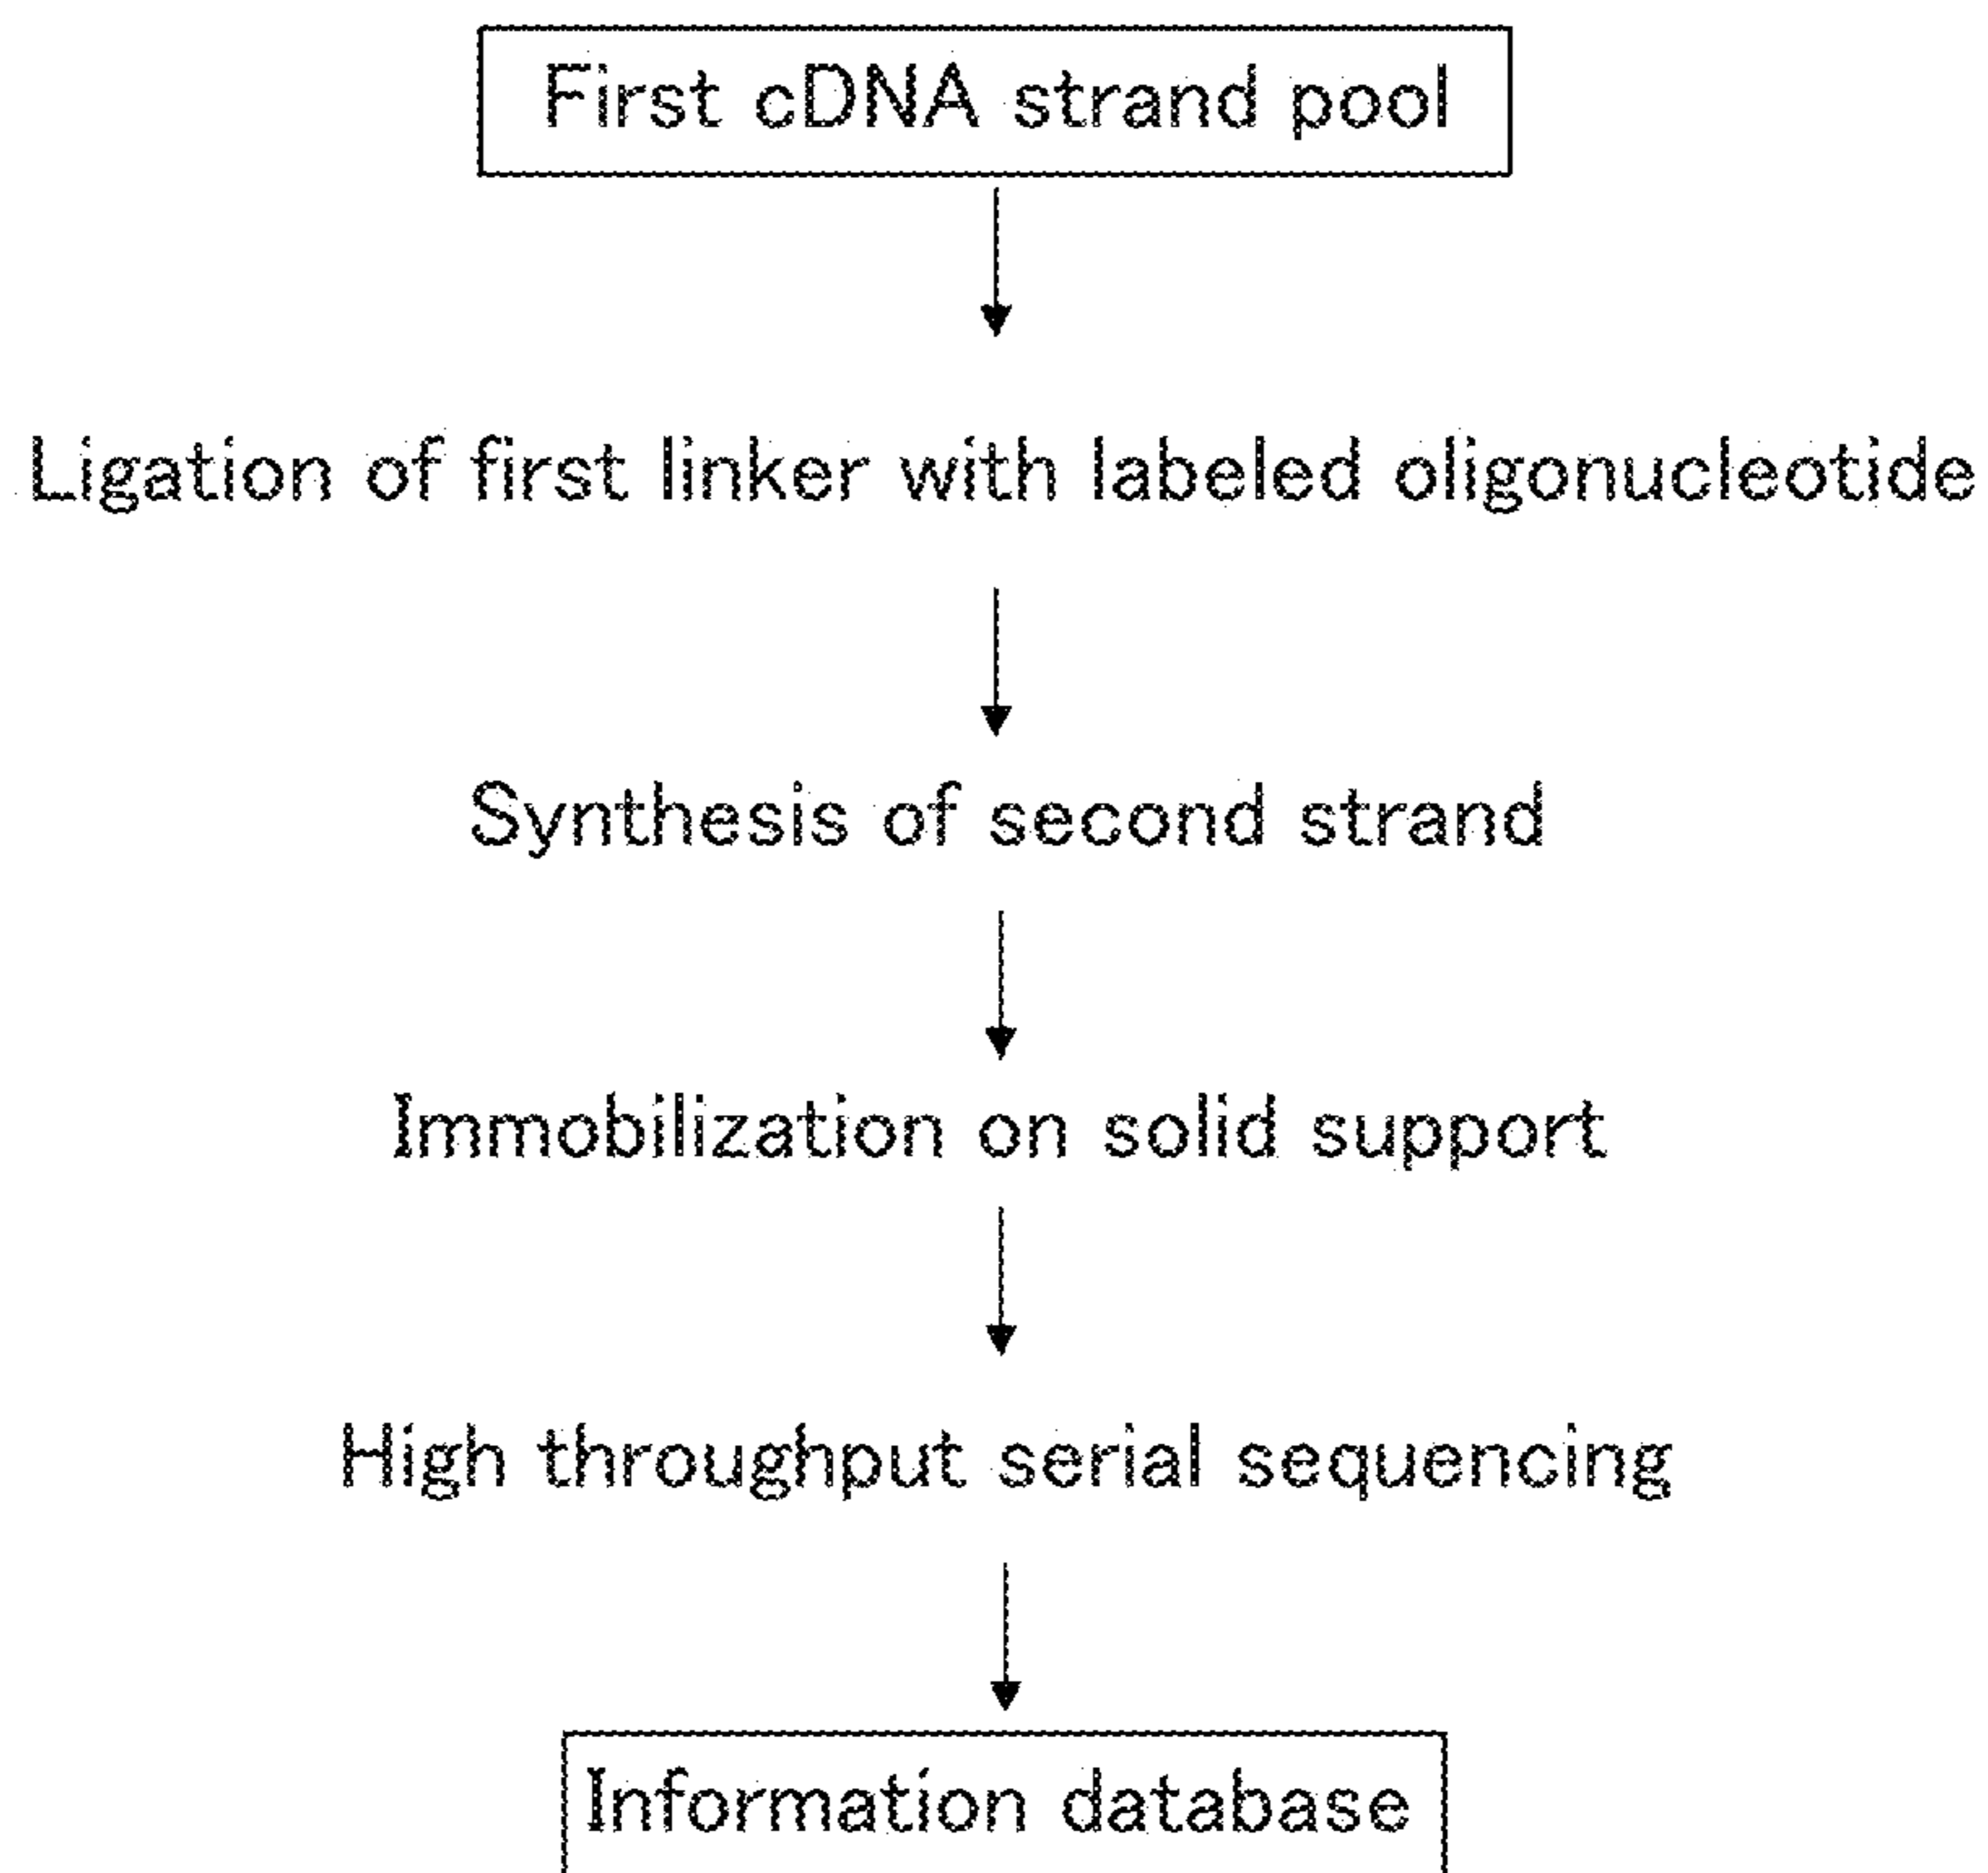 First cDNA strand pool
Ligation of first linker with labeled oligonucleotide
Synthesis of second strand
Immobilization on solid support
High throughput serial sequencing
Information database